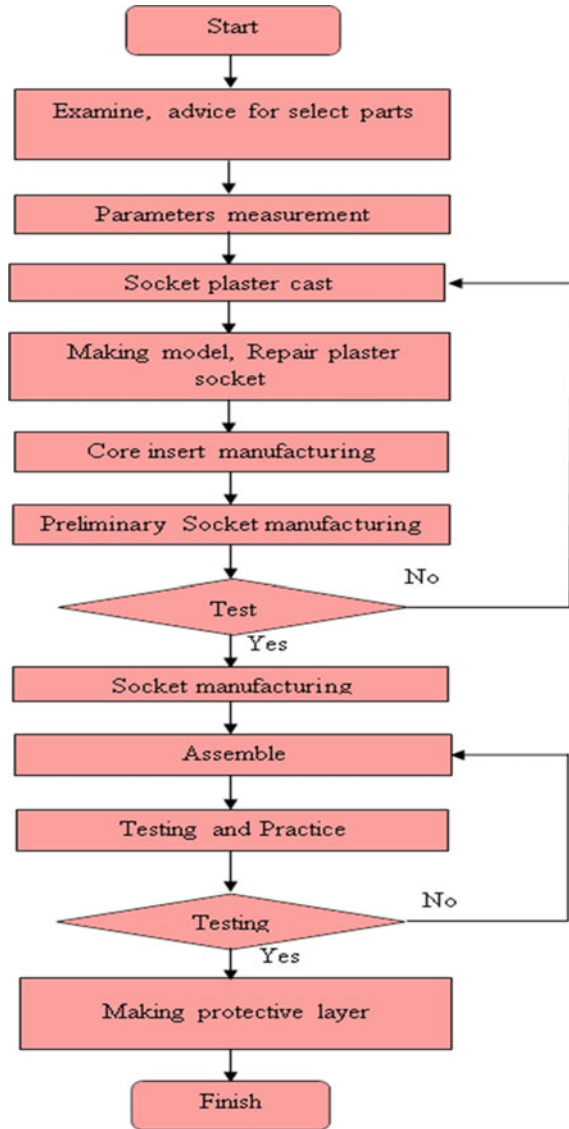 Start
Examine, advice for select parts
Parameters measurement
Socket plaster cast
Making model, Repair plaster
socket
Core insert manufacturing
Preliminary Socket manufacturing
No
Test
Yes
Socket manufacturing
Assemble
Testing and Practice
No
Testing
Yes
Making protective layer
Finish